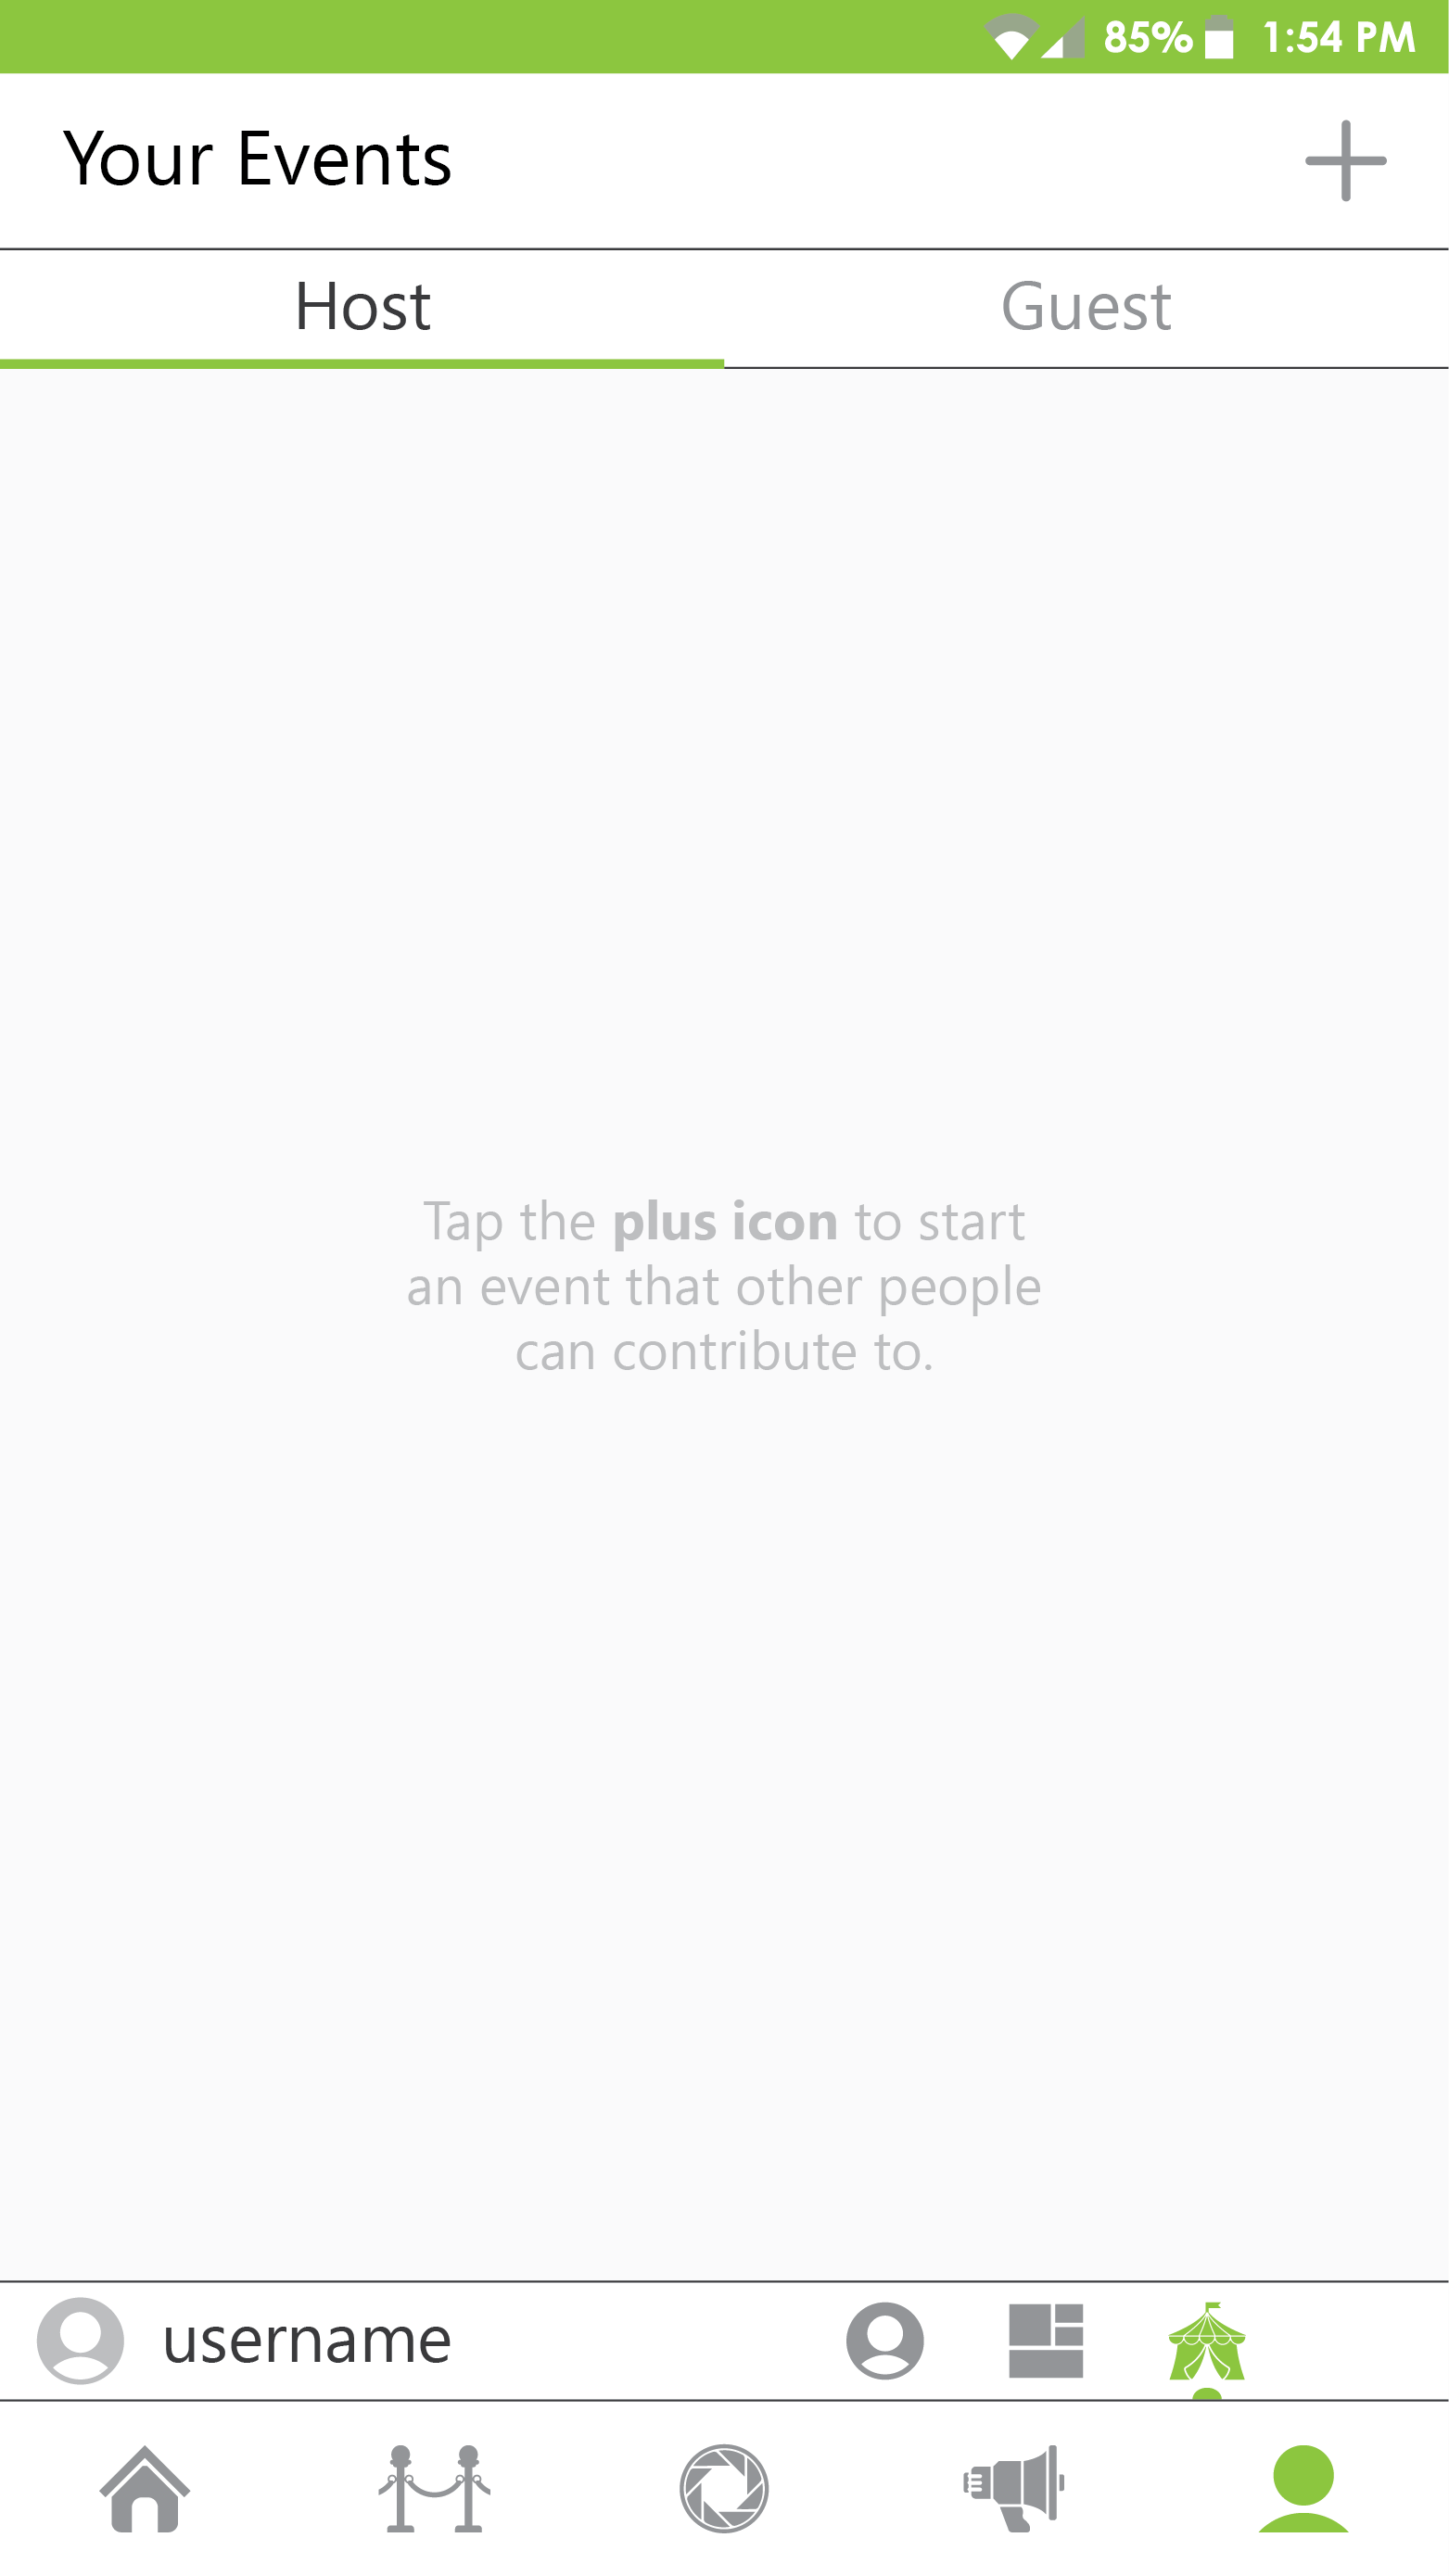 85% 1:54 PM
Your Events
Host Guest
Tap the plus icon to start
an event that other people
can contribute to.
username